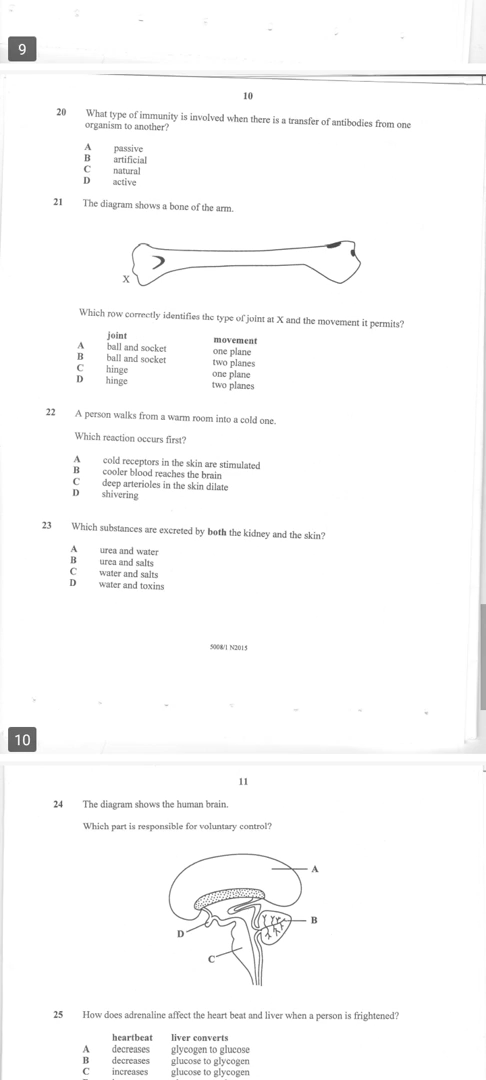 9
10
20 What type of immunity is involved when there is a transfer of antibodies from one
organism to another?
A passive
B artificial
C natural
D active
21 The diagram shows a bone of the arm.
X
Which row correctly identifies the type of joint at X and the movement it permits?
joint movement
A ball and socket one plane
B ball and socket two planes
C hinge one plane
D hinge two planes
22 A person walks from a warm room into a cold one.
Which reaction occurs first?
A cold receptors in the skin are stimulated
B cooler blood reaches the brain
C deep arterioles in the skin dilate
D shivering
23 Which substances are excreted by both the kidney and the skin?
A urea and water
B urea and salts
C water and salts
D water and toxins
5008/1 N2015
10
11
24 The diagram shows the human brain.
Which part is responsible for voluntary control?
A
B
D
C
25 How does adrenaline affect the heart beat and liver when a person is frightened?
heartbeat liver converts
A decreases glycogen to glucose
B decreases glucose to glycogen
C increases glucose to glycogen